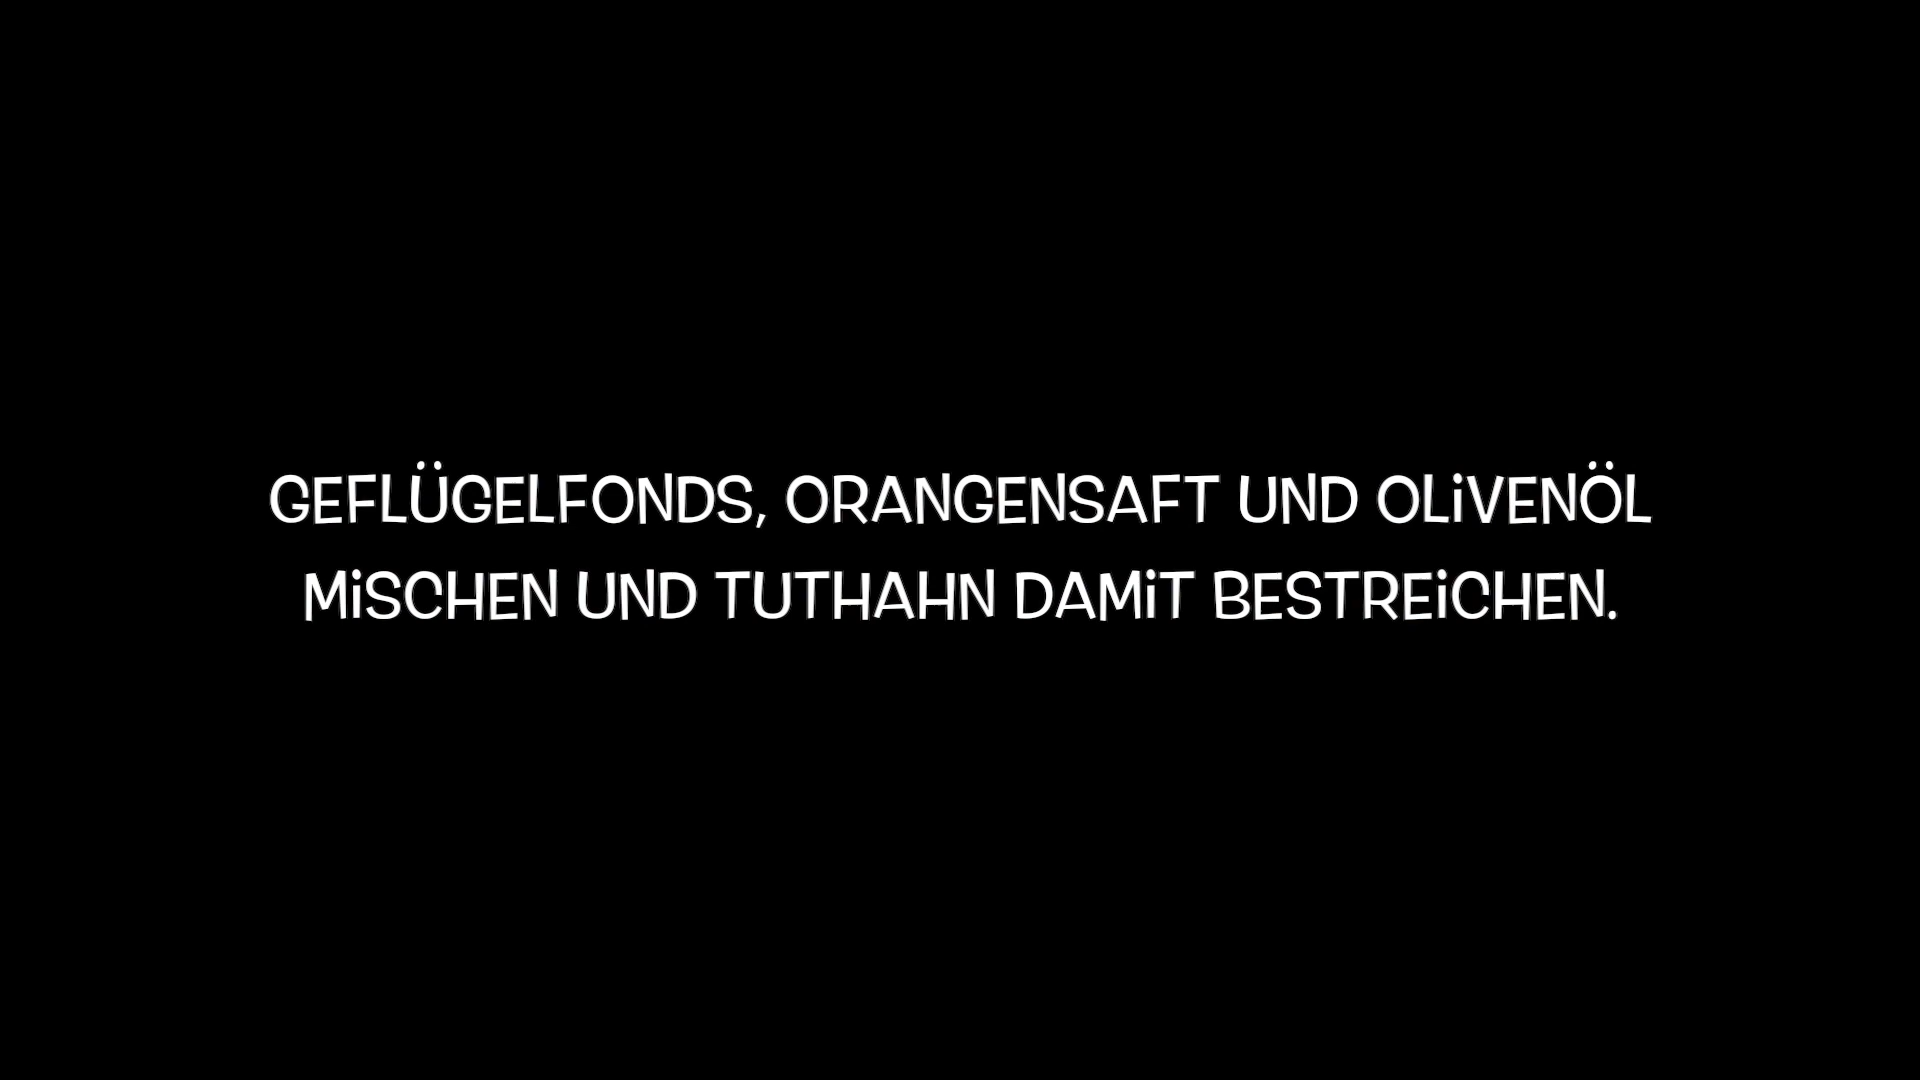 GEFLÜGELFONDS, ORANGENSAFT UND OLiVENÖL
MiSCHEN UND TUTHAHN DAMiT BESTREiCHEN.